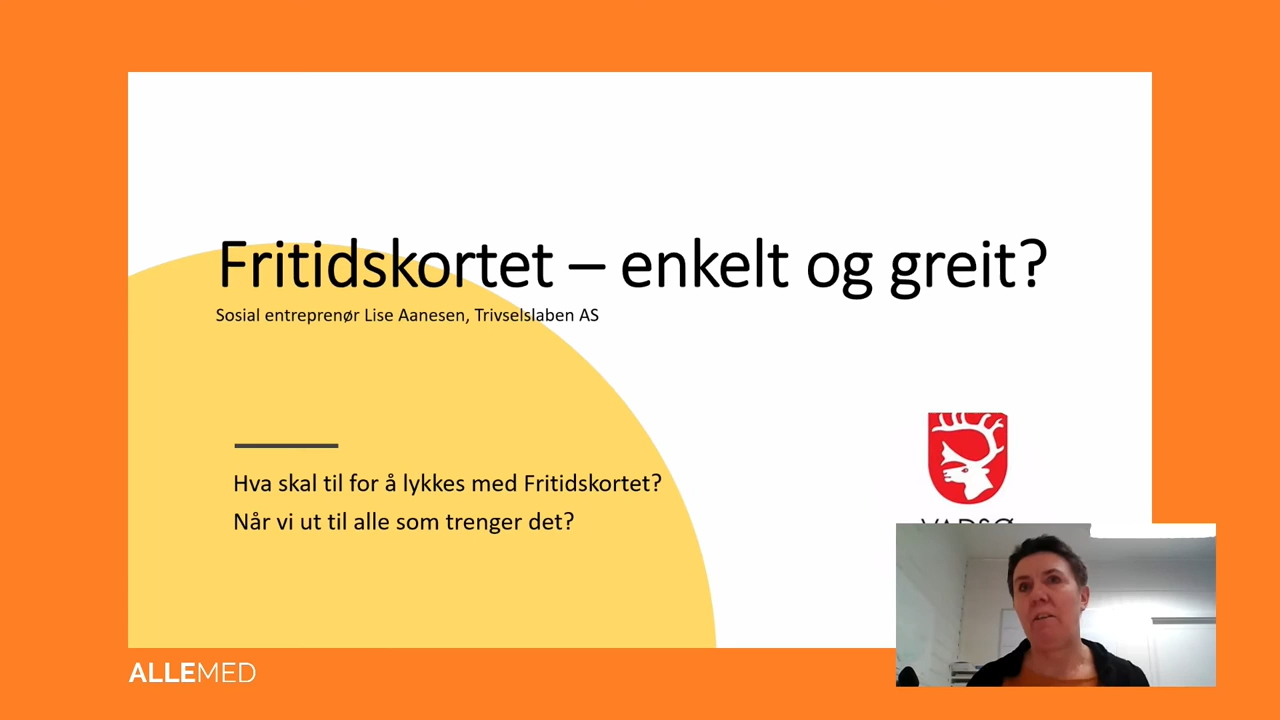 Fritidskortet – enkelt og greit?
Sosial entreprenør Lise Aanesen, Trivselslaben AS
Hva skal til for å lykkes med Fritidskortet?
Når vi ut til alle som trenger det?
VADSØ
ALLEMED